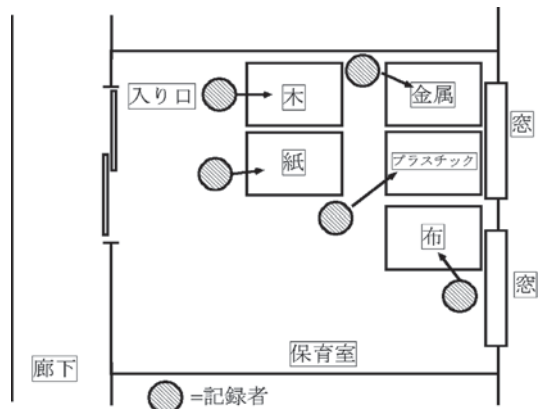 入り口
木
金属
窓
紙
プラスチック
布
窓
保育室
廊下
=記録者